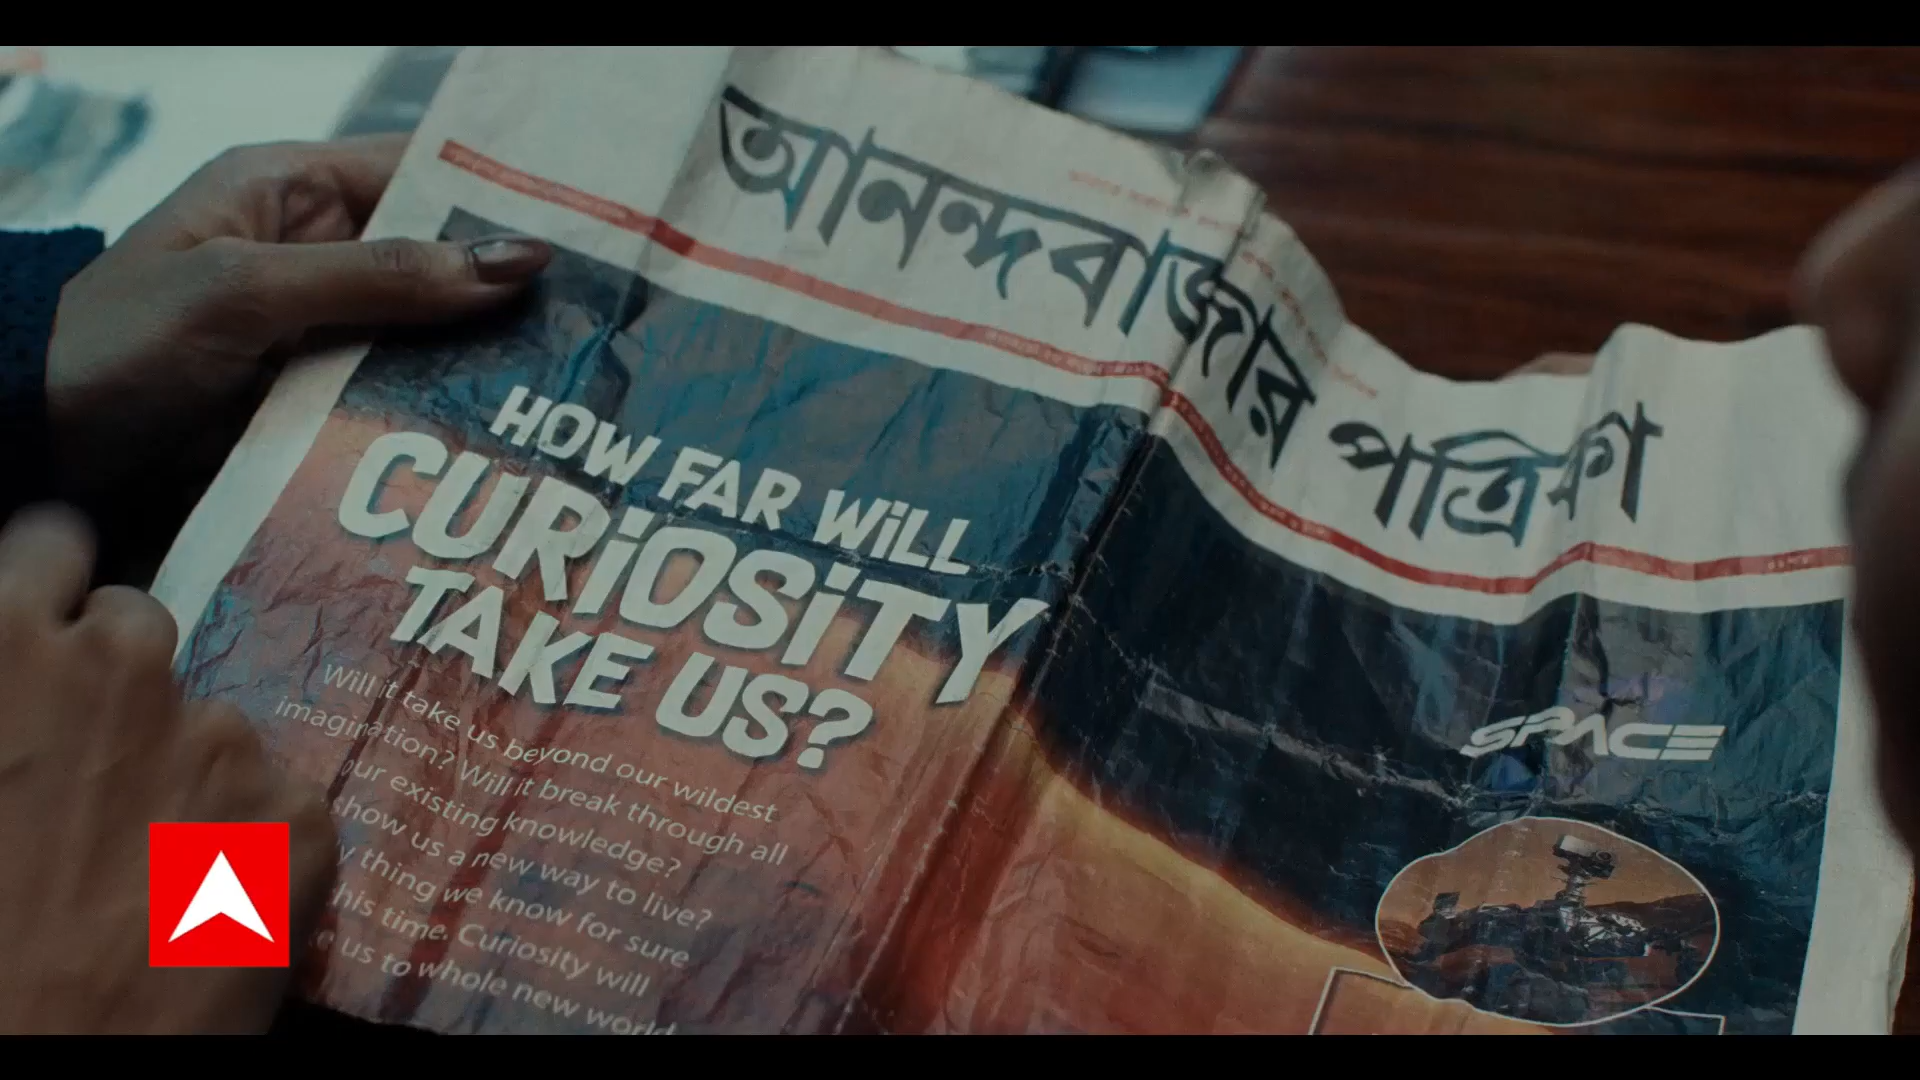 আনন্দবাজার পত্রিকা
HOW FAR WiLL
CURiOSiTY
TAKE US?
Will it take us beyond our wildest
imagination? Will it break through all
our existing knowledge?
show us a new way to live?
thing we know for sure
this time. Curiosity will
us to whole new world
SPACE